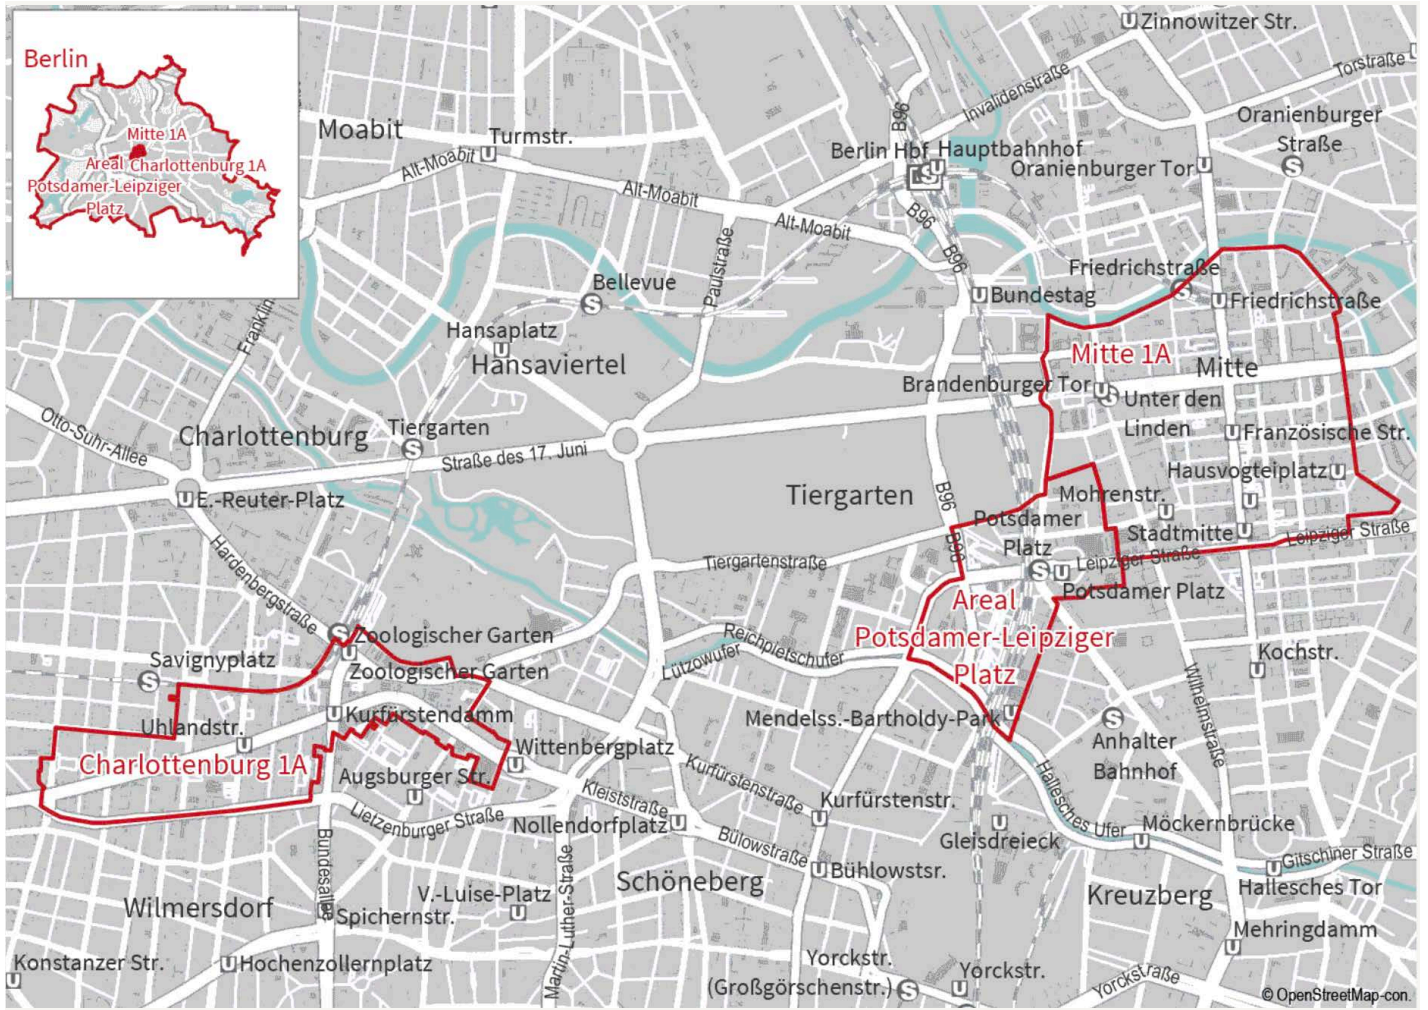 Berlin
Mitte 1A
Areal Charlottenburg 1A
Potsdamer-Leipziger
Platz
Zinnowitzer Str.
Torstraße
Invalidenstraße
B96
Moabit
Turmstr.
Alt-Moabit
Oranienburger
Straße
Berlin Hbf
Hauptbahnhof
Oranienburger Tor
Alt-Moabit
Alt-Moabit
B96
B96
Paulstraße
Friedrichstraße
Bellevue
Bundestag
Friedrichstraße
Franklin
Hansaplatz
Hansaviertel
Mitte 1A
Mitte
Brandenburger Tor
Unter den
Linden
Otto-Suhr-Allee
Charlottenburg
Tiergarten
Straße des 17. Juni
Französische Str.
Hausvogteiplatz
E.-Reuter-Platz
Tiergarten
B96
Mohrenstr.
Potsdamer
Platz
Stadtmitte
Leipziger Straße
B96
Hardenbergstraße
Tiergartenstraße
Leipziger Straße
Potsdamer Platz
Areal
Potsdamer-Leipziger
Platz
Zoologischer Garten
Reichpietschufer
Savignyplatz
Zoologischer Garten
Lützowufer
Kochstr.
Wilhelmstraße
Uhlandstr.
Kurfürstendamm
Mendelss.-Bartholdy-Park
Anhalter
Bahnhof
Wittenbergplatz
Charlottenburg 1A
Augsburger Str.
Kurfürstenstraße
Kleiststraße
Hallesches Ufer
Kurfürstenstr.
Lietzenburger Straße
Nollendorfplatz
Bülowstraße
Gleisdreieck
Möckernbrücke
Gitschiner Straße
Bühlowstsr.
Hallesches Tor
Bundesallee
Schöneberg
V.-Luise-Platz
Kreuzberg
Wilmersdorf
Spichernstr.
Martin-Luther-Straße
Mehringdamm
Konstanzer Str.
Hochenzollernplatz
Yorckstr.
(Großgörschenstr.)
Yorckstr.
Yorckstraße
© OpenStreetMap-con.